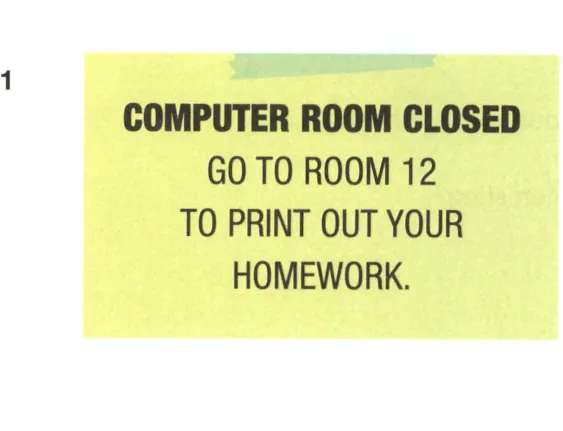 1
COMPUTER ROOM CLOSED
GO TO ROOM 12
TO PRINT OUT YOUR
HOMEWORK.